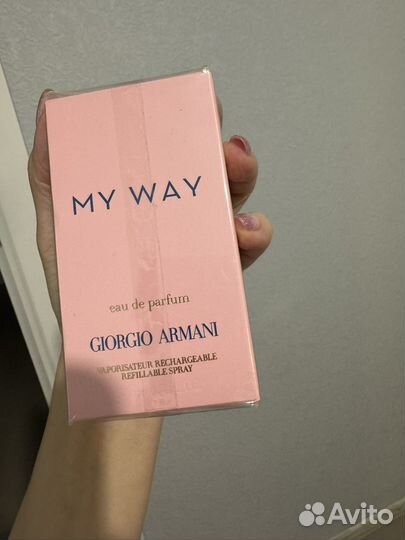 MY WAY
eau de parfum
GIORGIO ARMANI
VAPORISATEUR RECHARGEABLE
REFILLABLE SPRAY
Avito